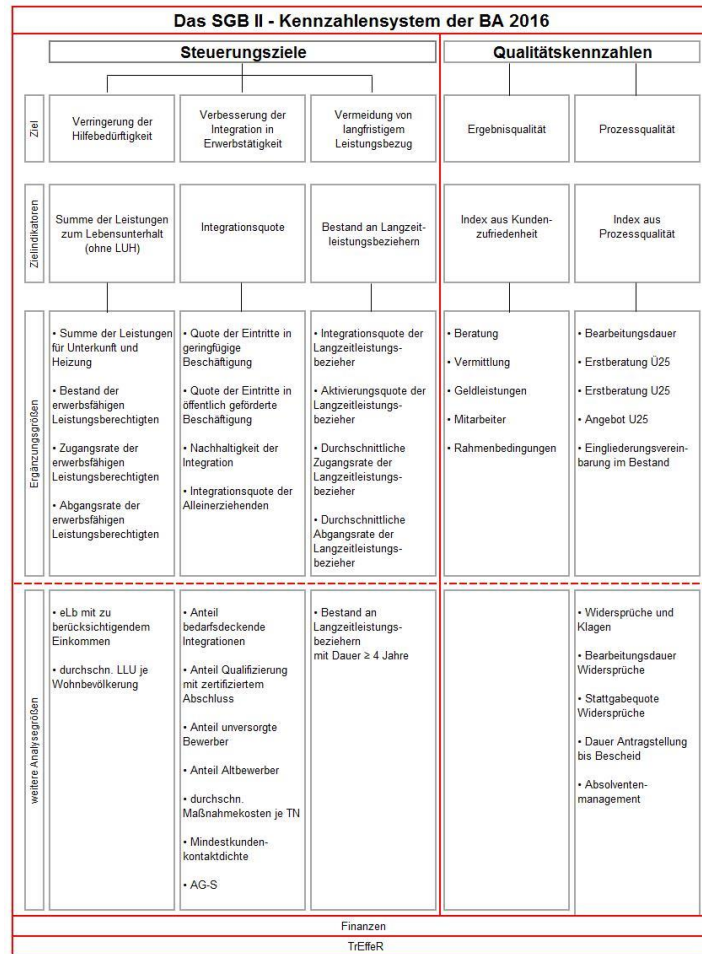 Das SGB II - Kennzahlensystem der BA 2016
Steuerungsziele
Qualitätskennzahlen
Ziel
Verringerung der
Hilfebedürftigkeit
Verbesserung der
Integration in
Erwerbstätigkeit
Vermeidung von
langfristigem
Leistungsbezug
Ergebnisqualität
Prozessqualität
Zielindikatoren
Summe der Leistungen
zum Lebensunterhalt
(ohne LUH)
Integrationsquote
Bestand an Langzeit-
leistungsbeziehern
Index aus Kunden-
zufriedenheit
Index aus
Prozessqualität
Ergänzungsgrößen
• Summe der Leistungen
für Unterkunft und
Heizung
• Bestand der
erwerbsfähigen
Leistungsberechtigten
• Zugangsrate der
erwerbsfähigen
Leistungsberechtigten
• Abgangsrate der
erwerbsfähigen
Leistungsberechtigten
• Quote der Eintritte in
geringfügige
Beschäftigung
• Quote der Eintritte in
öffentlich geförderte
Beschäftigung
• Nachhaltigkeit der
Integration
• Integrationsquote der
Alleinerziehenden
• Integrationsquote der
Langzeitleistungs-
bezieher
• Aktivierungsquote der
Langzeitleistungs-
bezieher
• Durchschnittliche
Zugangsrate der
Langzeitleistungs-
bezieher
• Durchschnittliche
Abgangsrate der
Langzeitleistungs-
bezieher
• Beratung
• Vermittlung
• Geldleistungen
• Mitarbeiter
• Rahmenbedingungen
• Bearbeitungsdauer
• Erstberatung Ü25
• Erstberatung U25
• Angebot U25
• Eingliederungsverein-
barung im Bestand
weitere Analysegrößen
• eLb mit zu
berücksichtigendem
Einkommen
• durchschn. LLU je
Wohnbevölkerung
• Anteil
bedarfsdeckende
Integrationen
• Anteil Qualifizierung
mit zertifiziertem
Abschluss
• Anteil unversorgte
Bewerber
• Anteil Altbewerber
• durchschn.
Maßnahmekosten je TN
• Mindestkunden-
kontaktdichte
• AG-S
• Bestand an
Langzeitleistungs-
beziehern
mit Dauer ≥ 4 Jahre
• Widersprüche und
Klagen
• Bearbeitungsdauer
Widersprüche
• Stattgabequote
Widersprüche
• Dauer Antragstellung
bis Bescheid
• Absolventen-
management
Finanzen
TrEffeR